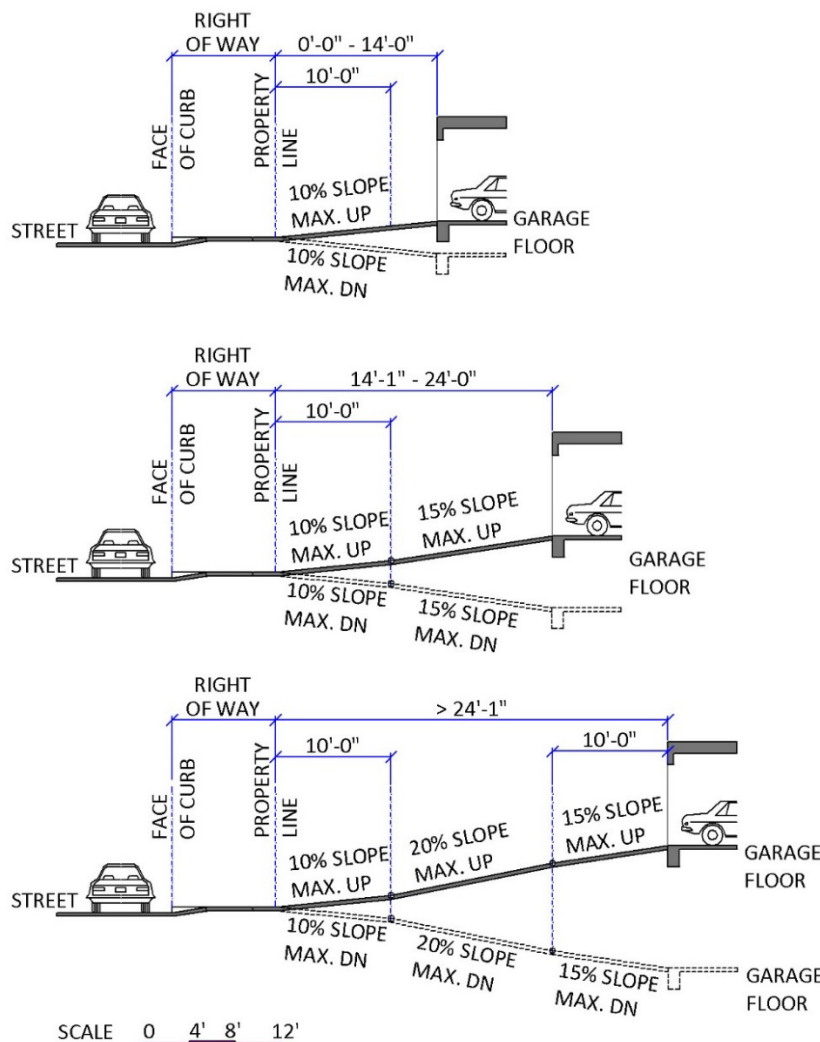 RIGHT
OF WAY
0'-0" - 14'-0"
10'-0"
FACE
OF CURB
PROPERTY
LINE
10% SLOPE
MAX. UP
STREET
GARAGE
FLOOR
10% SLOPE
MAX. DN
RIGHT
OF WAY
14'-1" - 24'-0"
10'-0"
FACE
OF CURB
PROPERTY
LINE
10% SLOPE
MAX. UP
15% SLOPE
MAX. UP
STREET
GARAGE
FLOOR
10% SLOPE
MAX. DN
15% SLOPE
MAX. DN
RIGHT
OF WAY
> 24'-1"
10'-0"
10'-0"
FACE
OF CURB
PROPERTY
LINE
10% SLOPE
MAX. UP
20% SLOPE
MAX. UP
15% SLOPE
MAX. UP
GARAGE
FLOOR
STREET
10% SLOPE
MAX. DN
20% SLOPE
MAX. DN
15% SLOPE
MAX. DN
GARAGE
FLOOR
SCALE 0 4' 8' 12'